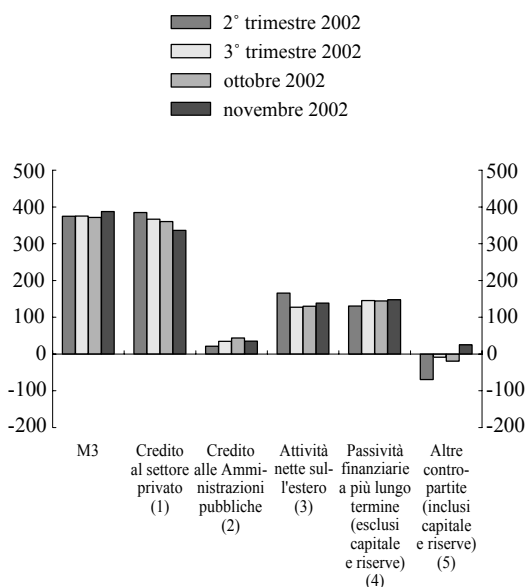 2° trimestre 2002
3° trimestre 2002
ottobre 2002
novembre 2002
500
400
300
200
100
0
-100
-200
500
400
300
200
100
0
-100
-200
M3
Credito
al settore
privato
(1)
Credito
alle Ammi-
nistrazioni
pubbliche
(2)
Attività
nette sul-
l'estero
(3)
Passività
finanziarie
a più lungo
termine
(esclusi
capitale
e riserve)
(4)
Altre
contro-
partite
(inclusi
capitale
e riserve)
(5)